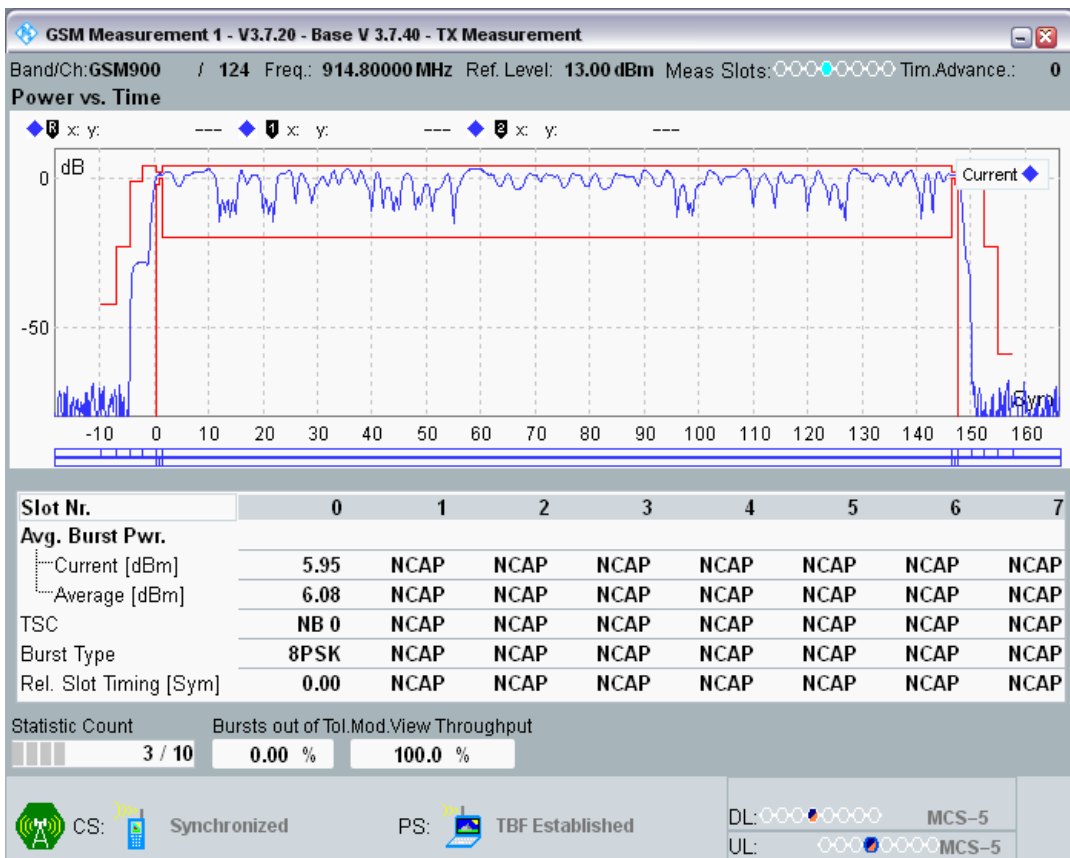 GSM Measurement 1 - V3.7.20 - Base V 3.7.40 - TX Measurement
Band/Ch:GSM900 / 124 Freq.: 914.80000 MHz Ref. Level: 13.00 dBm Meas Slots: Tim.Advance.: 0
Power vs. Time
R x: y: --- 1 x: y: --- 2 x: y: ---
dB
Current
0
-50
Sym
-10 0 10 20 30 40 50 60 70 80 90 100 110 120 130 140 150 160
Slot Nr. 0 1 2 3 4 5 6 7
Avg. Burst Pwr.
Current [dBm] 5.95 NCAP NCAP NCAP NCAP NCAP NCAP NCAP
Average [dBm] 6.08 NCAP NCAP NCAP NCAP NCAP NCAP NCAP
TSC NB 0 NCAP NCAP NCAP NCAP NCAP NCAP NCAP
Burst Type 8PSK NCAP NCAP NCAP NCAP NCAP NCAP NCAP
Rel. Slot Timing [Sym] 0.00 NCAP NCAP NCAP NCAP NCAP NCAP NCAP
Statistic Count Bursts out of Tol.Mod.View Throughput
3 / 10 0.00 % 100.0 %
CS: Synchronized PS: TBF Established
DL: MCS-5
UL: MCS-5